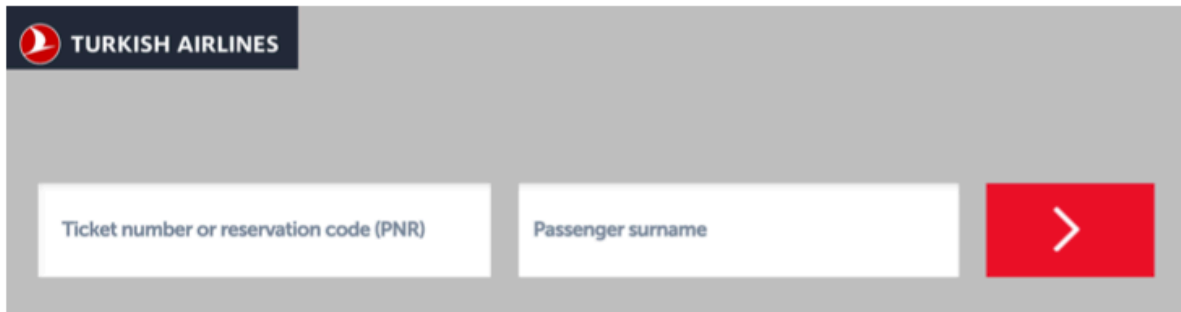 TURKISH AIRLINES
Ticket number or reservation code (PNR)
Passenger surname